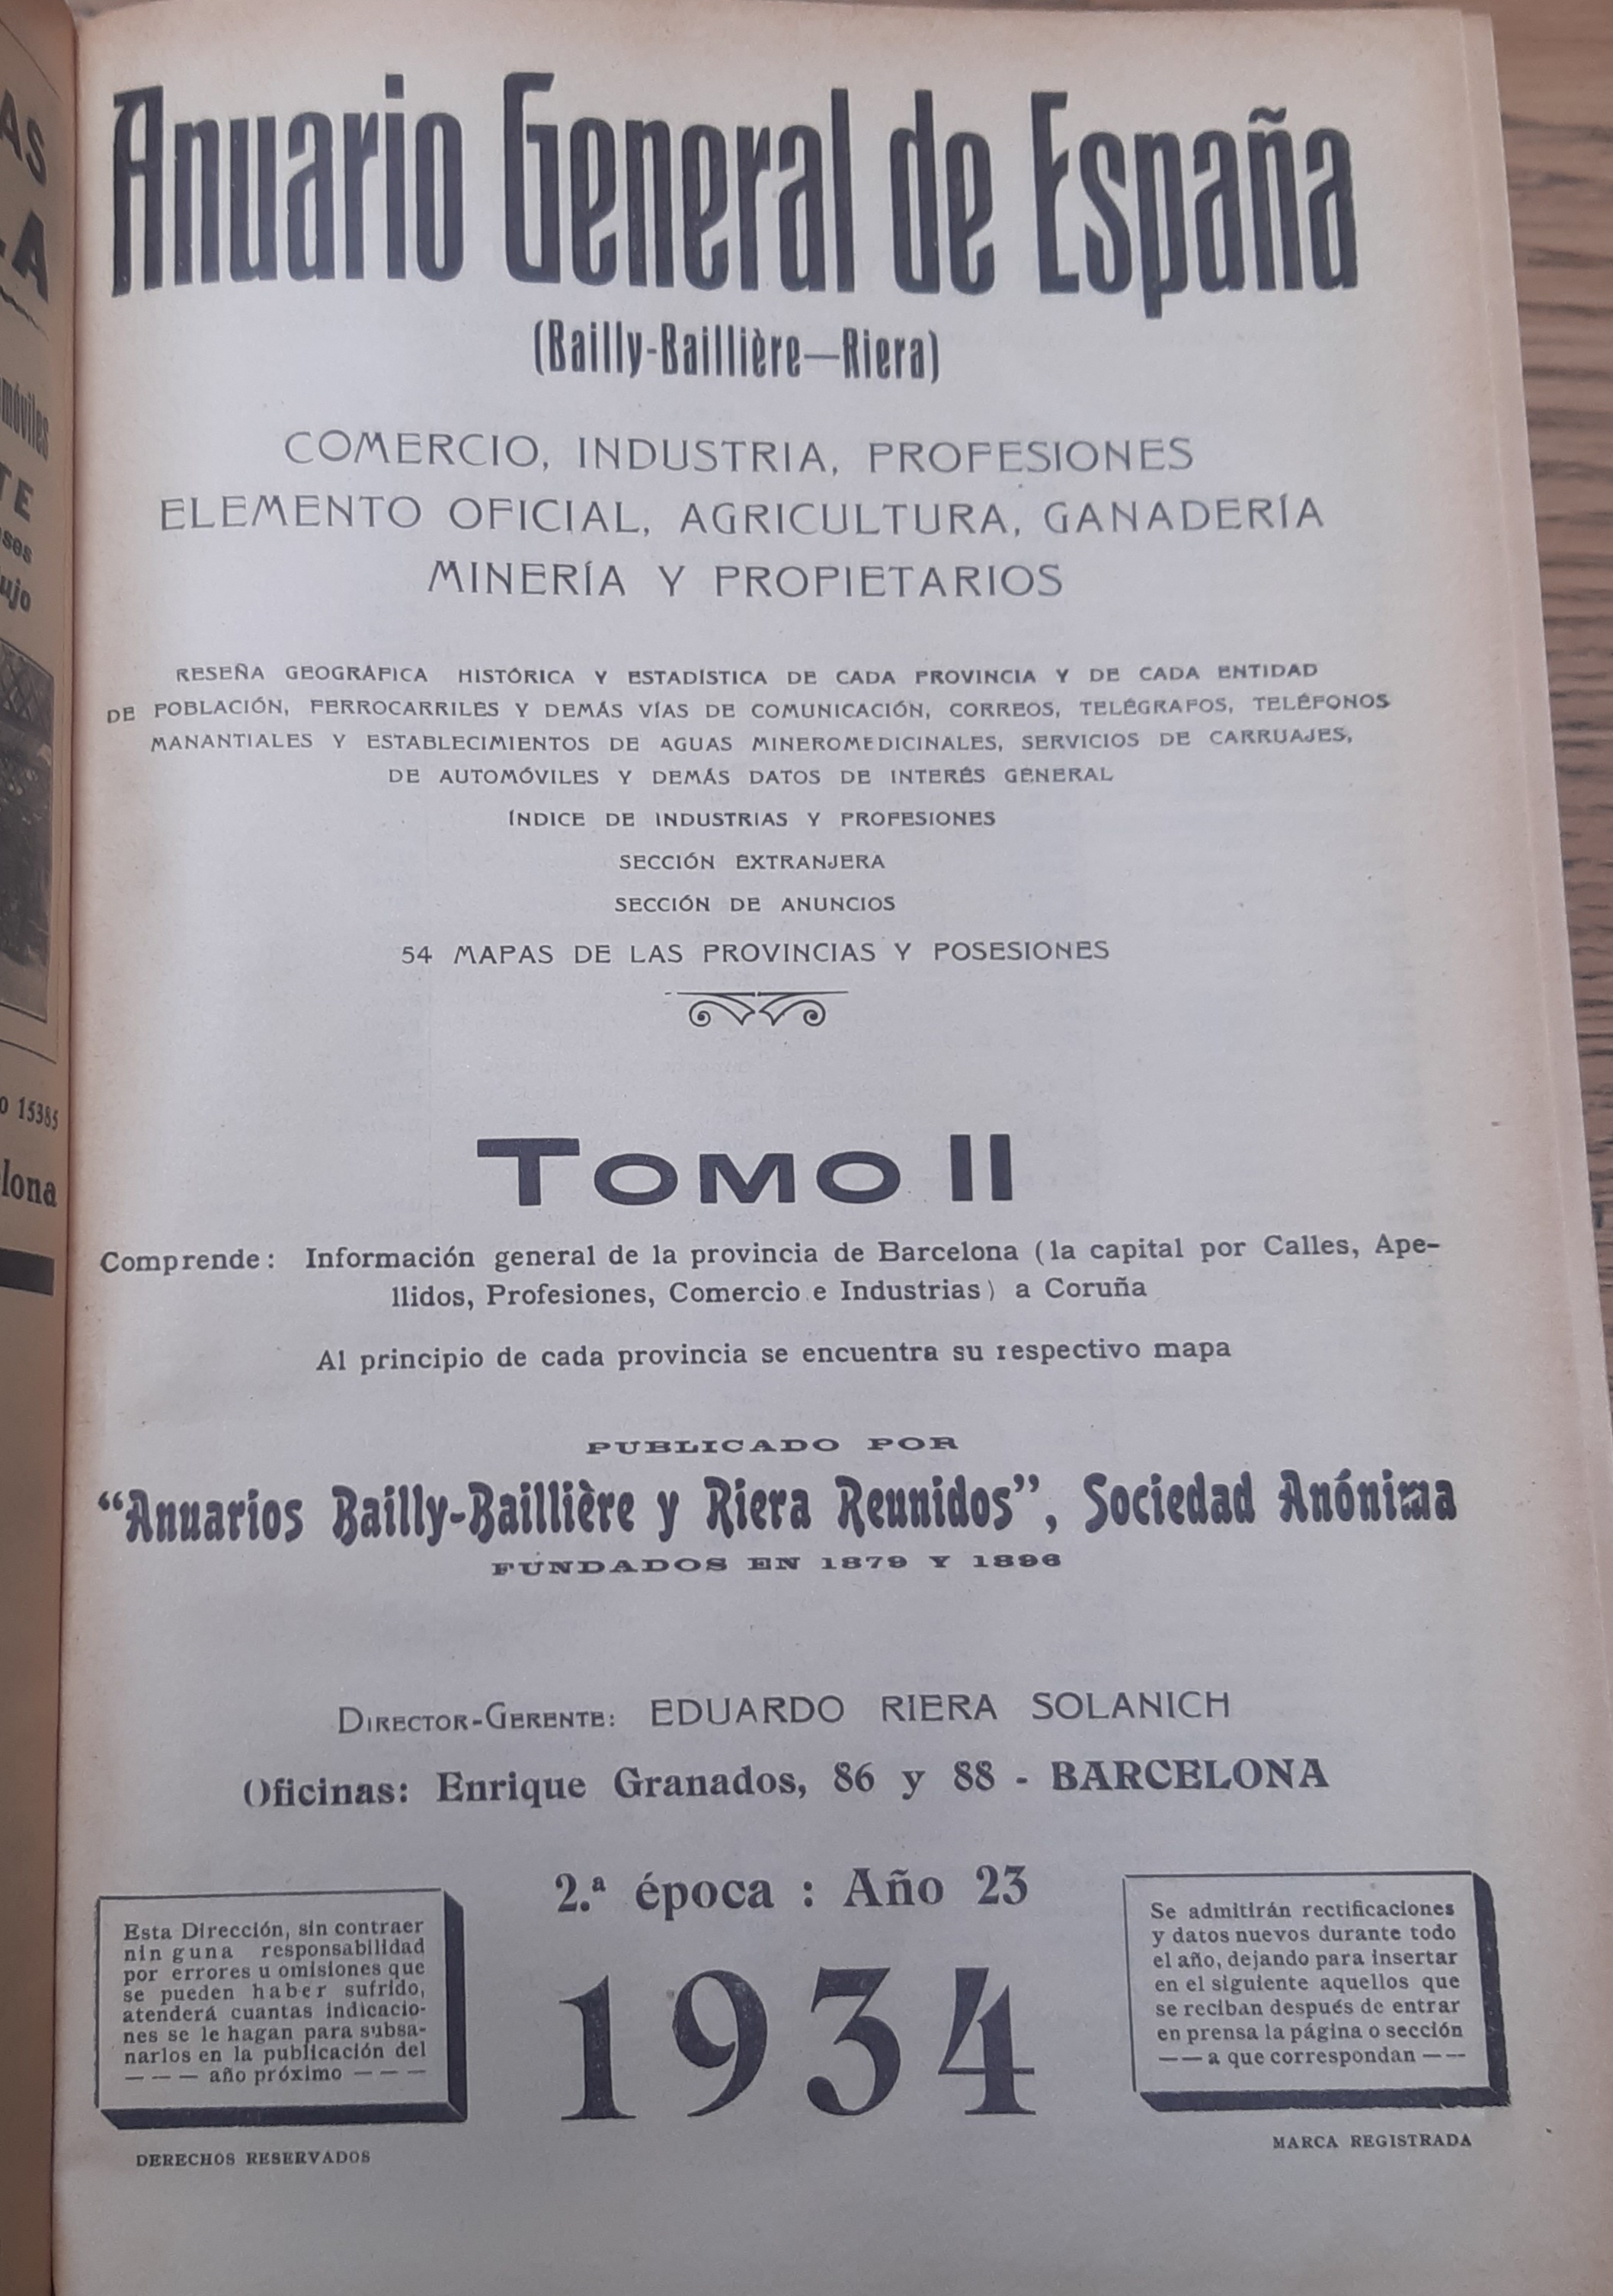 Anuario General de España
(Bailly-Baillière—Riera)
COMERCIO, INDUSTRIA, PROFESIONES
ELEMENTO OFICIAL, AGRICULTURA, GANADERÍA
MINERÍA Y PROPIETARIOS
RESEÑA GEOGRÁFICA HISTÓRICA Y ESTADÍSTICA DE CADA PROVINCIA Y DE CADA ENTIDAD
DE POBLACIÓN, FERROCARRILES Y DEMÁS VÍAS DE COMUNICACIÓN, CORREOS, TELÉGRAFOS, TELÉFONOS
MANANTIALES Y ESTABLECIMIENTOS DE AGUAS MINEROMEDICINALES, SERVICIOS DE CARRUAJES,
DE AUTOMÓVILES Y DEMÁS DATOS DE INTERÉS GENERAL
ÍNDICE DE INDUSTRIAS Y PROFESIONES
SECCIÓN EXTRANJERA
SECCIÓN DE ANUNCIOS
54 MAPAS DE LAS PROVINCIAS Y POSESIONES
TOMO II
Comprende: Información general de la provincia de Barcelona (la capital por Calles, Ape-
llidos, Profesiones, Comercio e Industrias) a Coruña
Al principio de cada provincia se encuentra su respectivo mapa
PUBLICADO POR
“Anuarios Bailly-Baillière y Riera Reunidos”, Sociedad Anónima
FUNDADOS EN 1879 Y 1896
DIRECTOR-GERENTE: EDUARDO RIERA SOLANICH
Oficinas: Enrique Granados, 86 y 88 - BARCELONA
2.ª época : Año 23
1934
Esta Dirección, sin contraer
ninguna responsabilidad
por errores u omisiones que
se pueden haber sufrido,
atenderá cuantas indicacio-
nes se le hagan para subsa-
narlos en la publicación del
— — — año próximo — — —
DERECHOS RESERVADOS
Se admitirán rectificaciones
y datos nuevos durante todo
el año, dejando para insertar
en el siguiente aquellos que
se reciban después de entrar
en prensa la página o sección
— — a que correspondan — —
MARCA REGISTRADA
AS
LA
móviles
TE
ses
ujo
o 15385
lona